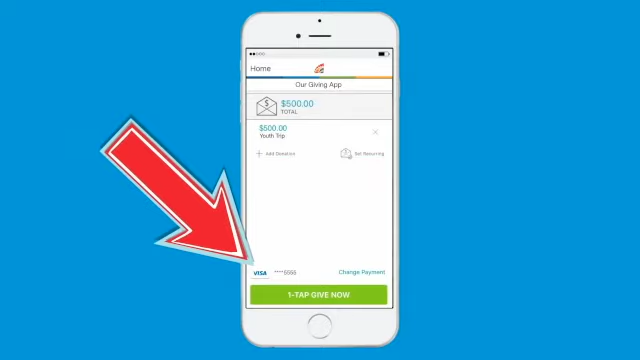 Home
Our Giving App
$500.00
TOTAL
$500.00
Youth Trip
Add Donation
Set Recurring
VISA ****5555 Change Payment
1-TAP GIVE NOW